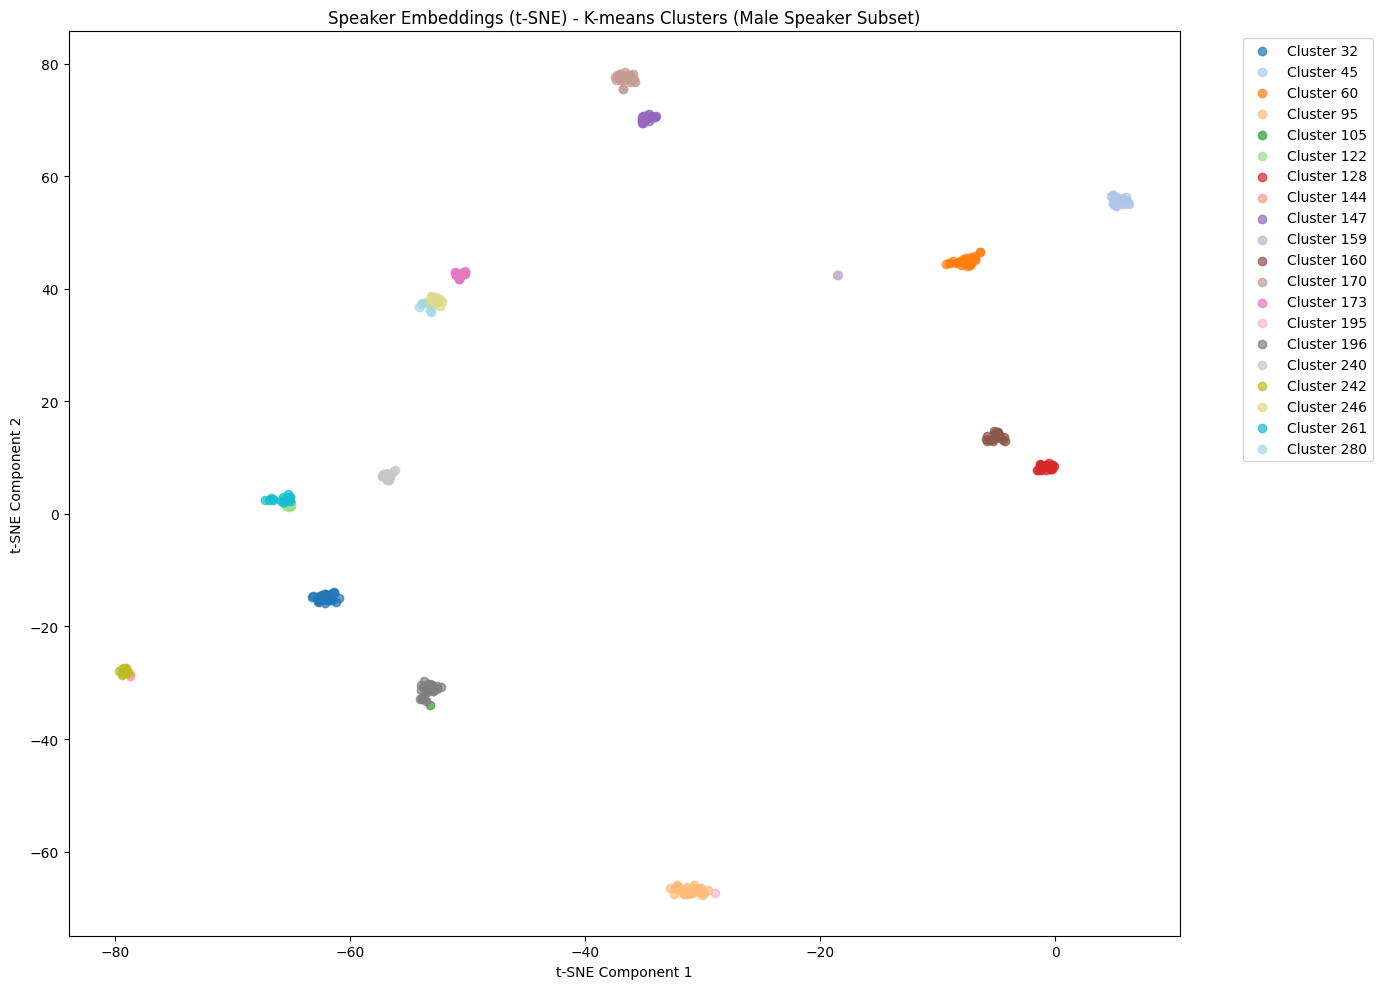 Speaker Embeddings (t-SNE) - K-means Clusters (Male Speaker Subset)
80
60
40
20
0
−20
−40
−60
t-SNE Component 2
−80
−60
−40
−20
0
t-SNE Component 1
Cluster 32
Cluster 45
Cluster 60
Cluster 95
Cluster 105
Cluster 122
Cluster 128
Cluster 144
Cluster 147
Cluster 159
Cluster 160
Cluster 170
Cluster 173
Cluster 195
Cluster 196
Cluster 240
Cluster 242
Cluster 246
Cluster 261
Cluster 280